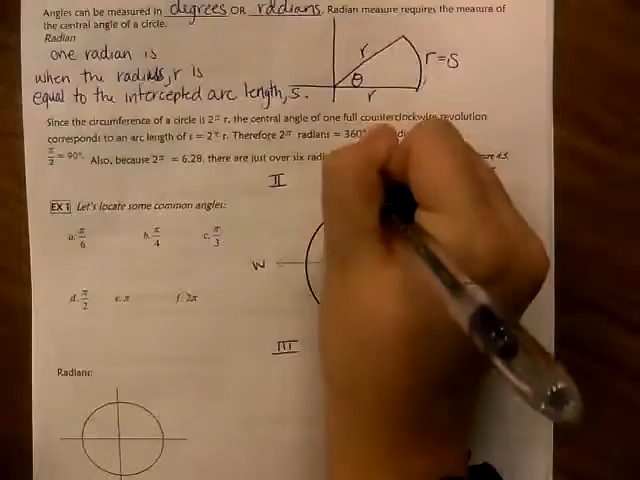 Angles can be measured in degrees OR radians. Radian measure requires the measure of
the central angle of a circle.
Radian
one radian is
when the radius, r is
equal to the intercepted arc length, s.
r
θ
r
r=s
Since the circumference of a circle is 2π r, the central angle of one full counterclockwise revolution
corresponds to an arc length of s = 2π r. Therefore 2π radians = 360°
π/2 = 90°. Also, because 2π = 6.28, there are just over six
II
EX 1 Let's locate some common angles:
a. π/6 b. π/4 c. π/3
W
d. π/2 e. π f. 2π
III
Radians: